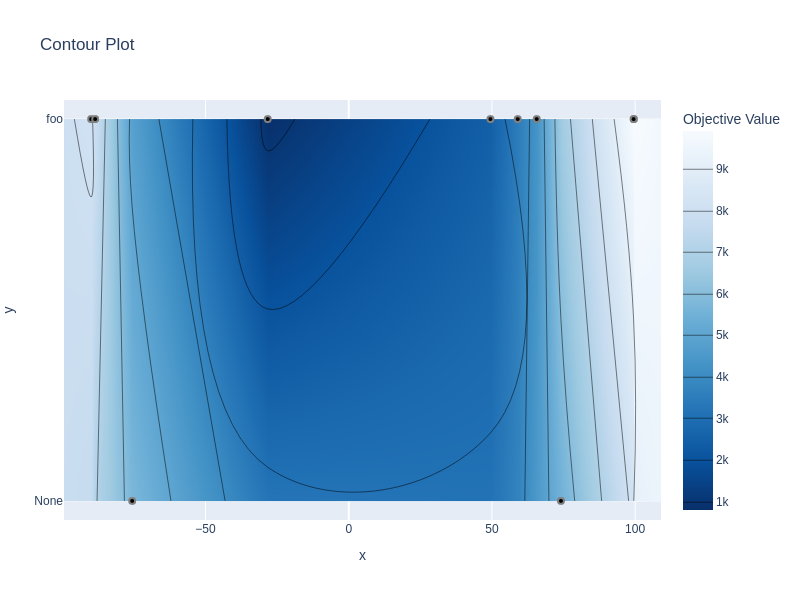 Contour Plot
Objective Value
foo
None
y
−50
0
50
100
x
9k
8k
7k
6k
5k
4k
3k
2k
1k